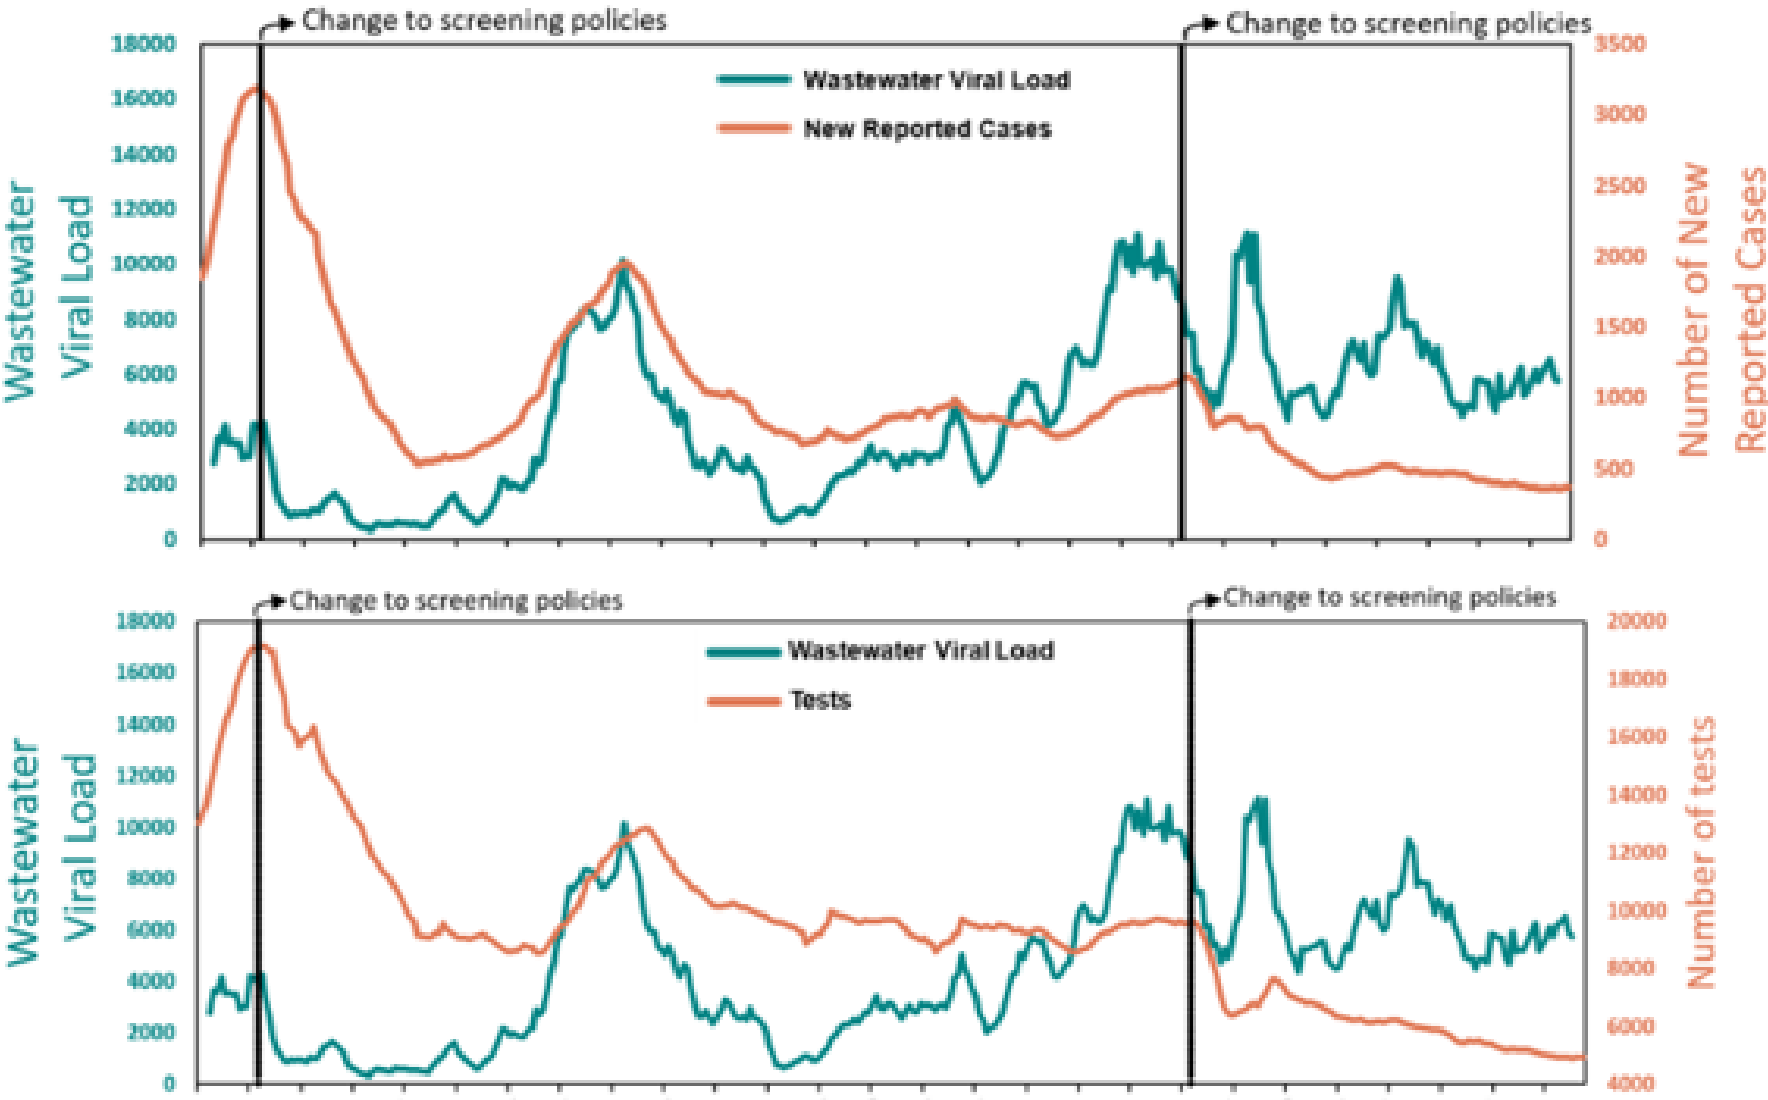 Change to screening policies
Change to screening policies
Wastewater
Viral Load
18000
16000
14000
12000
10000
8000
6000
4000
2000
0
Wastewater Viral Load
New Reported Cases
3500
3000
2500
2000
1500
1000
500
0
Number of New
Reported Cases
Change to screening policies
Change to screening policies
Wastewater
Viral Load
18000
16000
14000
12000
10000
8000
6000
4000
2000
0
Wastewater Viral Load
Tests
20000
18000
16000
14000
12000
10000
8000
6000
4000
Number of tests